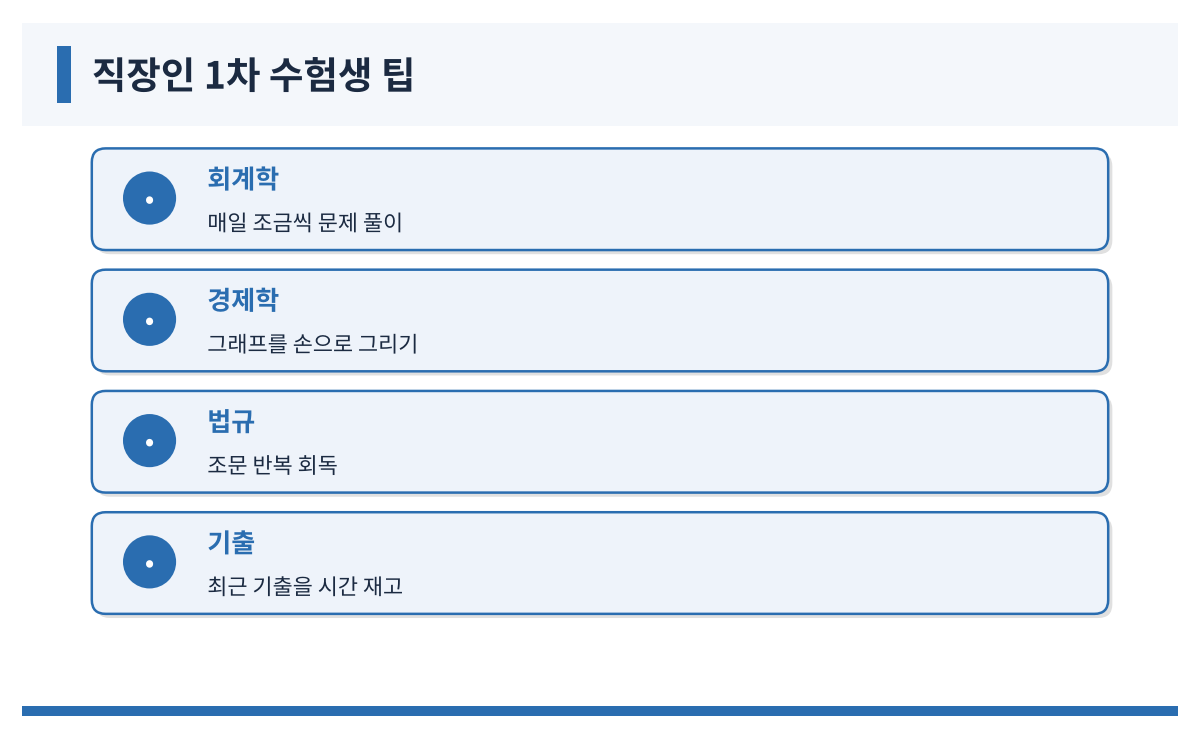 직장인 1차 수험생 팁
회계학
매일 조금씩 문제 풀이
경제학
그래프를 손으로 그리기
법규
조문 반복 회독
기출
최근 기출을 시간 재고